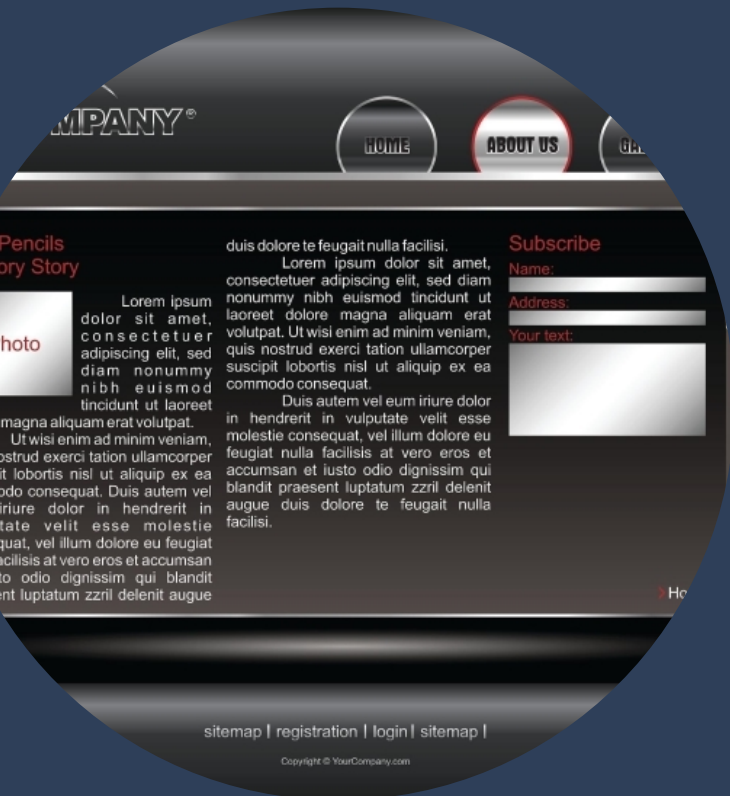 MPANY®
HOME
ABOUT US
Pencils
ory Story
hoto
Lorem ipsum
dolor sit amet,
consectetuer
adipiscing elit, sed
diam nonummy
nibh euismod
tincidunt ut laoreet
magna aliquam erat volutpat.
Ut wisi enim ad minim veniam,
ostrud exerci tation ullamcorper
it lobortis nisl ut aliquip ex ea
odo consequat. Duis autem vel
iriure dolor in hendrerit in
tate velit esse molestie
quat, vel illum dolore eu feugiat
acilisis at vero eros et accumsan
to odio dignissim qui blandit
ent luptatum zzril delenit augue
duis dolore te feugait nulla facilisi.
Lorem ipsum dolor sit amet,
consectetuer adipiscing elit, sed diam
nonummy nibh euismod tincidunt ut
laoreet dolore magna aliquam erat
volutpat. Ut wisi enim ad minim veniam,
quis nostrud exerci tation ullamcorper
suscipit lobortis nisl ut aliquip ex ea
commodo consequat.
Duis autem vel eum iriure dolor
in hendrerit in vulputate velit esse
molestie consequat, vel illum dolore eu
feugiat nulla facilisis at vero eros et
accumsan et iusto odio dignissim qui
blandit praesent luptatum zzril delenit
augue duis dolore te feugait nulla
facilisi.
Subscribe
Name:
Address:
Your text:
>Ho
sitemap | registration | login | sitemap |
Copyright © YourCompany.com